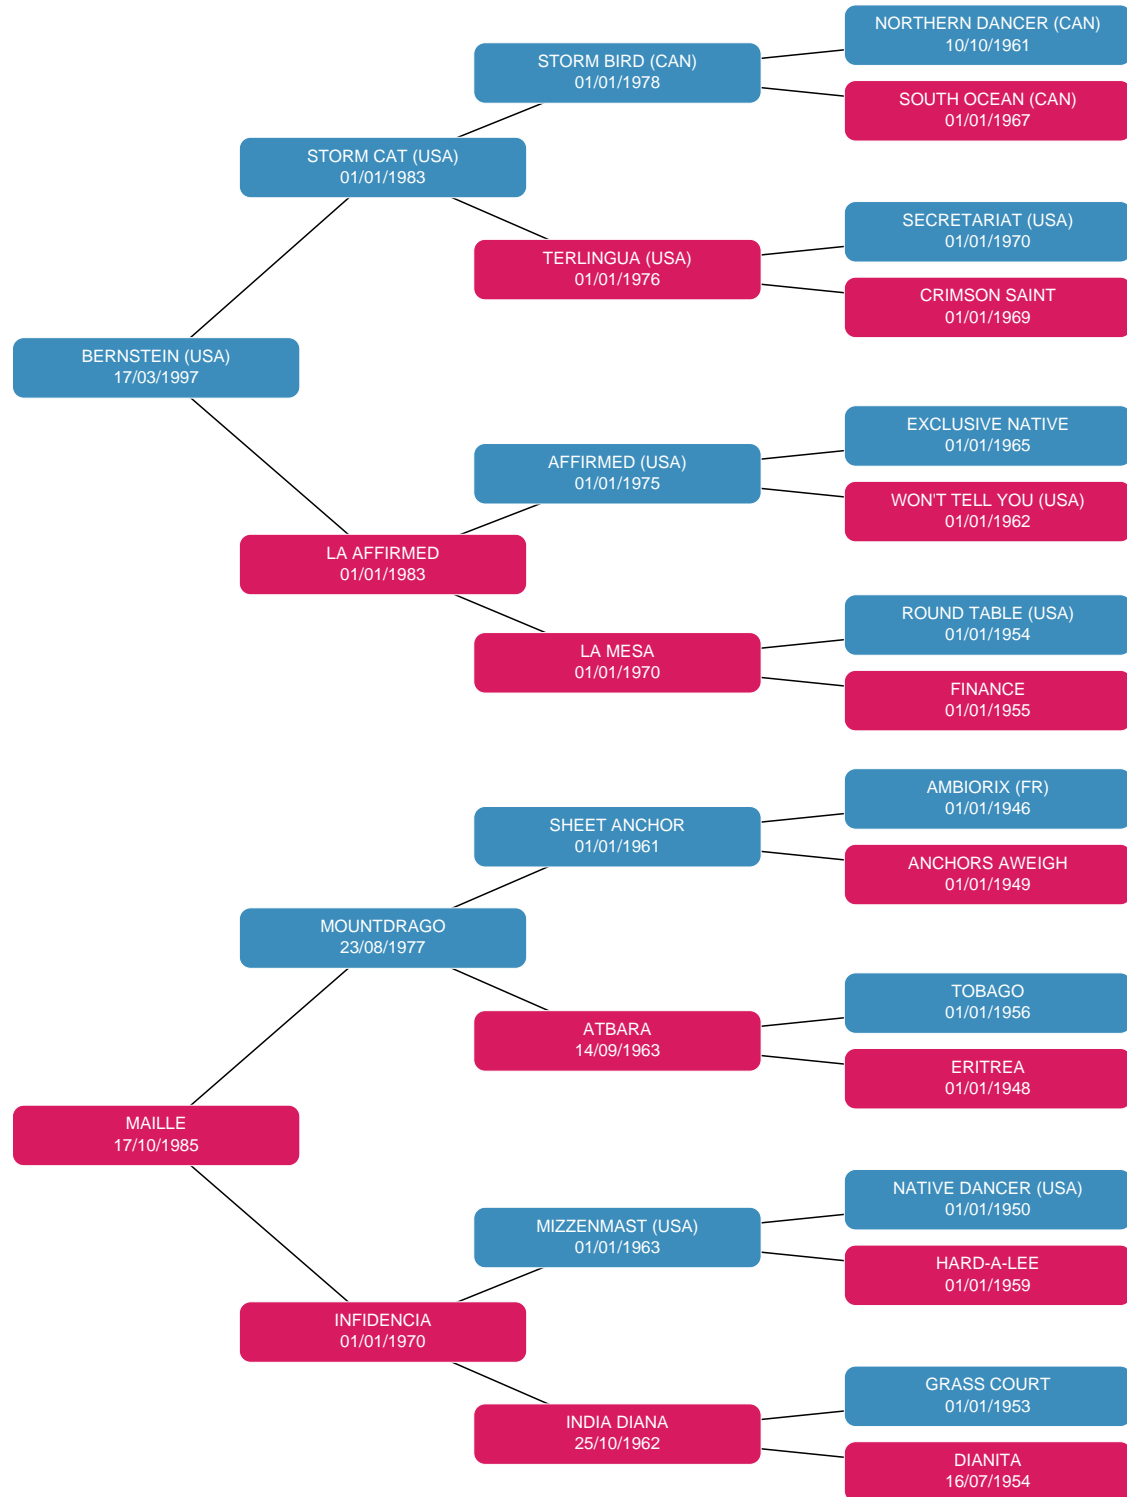 NORTHERN DANCER (CAN)
10/10/1961
STORM BIRD (CAN)
01/01/1978
SOUTH OCEAN (CAN)
01/01/1967
STORM CAT (USA)
01/01/1983
SECRETARIAT (USA)
01/01/1970
TERLINGUA (USA)
01/01/1976
CRIMSON SAINT
01/01/1969
BERNSTEIN (USA)
17/03/1997
EXCLUSIVE NATIVE
01/01/1965
AFFIRMED (USA)
01/01/1975
WON'T TELL YOU (USA)
01/01/1962
LA AFFIRMED
01/01/1983
ROUND TABLE (USA)
01/01/1954
LA MESA
01/01/1970
FINANCE
01/01/1955
AMBIORIX (FR)
01/01/1946
SHEET ANCHOR
01/01/1961
ANCHORS AWEIGH
01/01/1949
MOUNTDRAGO
23/08/1977
TOBAGO
01/01/1956
ATBARA
14/09/1963
ERITREA
01/01/1948
MAILLE
17/10/1985
NATIVE DANCER (USA)
01/01/1950
MIZZENMAST (USA)
01/01/1963
HARD-A-LEE
01/01/1959
INFIDENCIA
01/01/1970
GRASS COURT
01/01/1953
INDIA DIANA
25/10/1962
DIANITA
16/07/1954